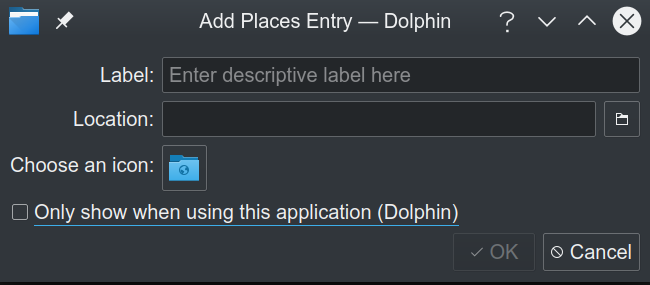 Add Places Entry — Dolphin
Label: Enter descriptive label here
Location:
Choose an icon:
Only show when using this application (Dolphin)
OK Cancel